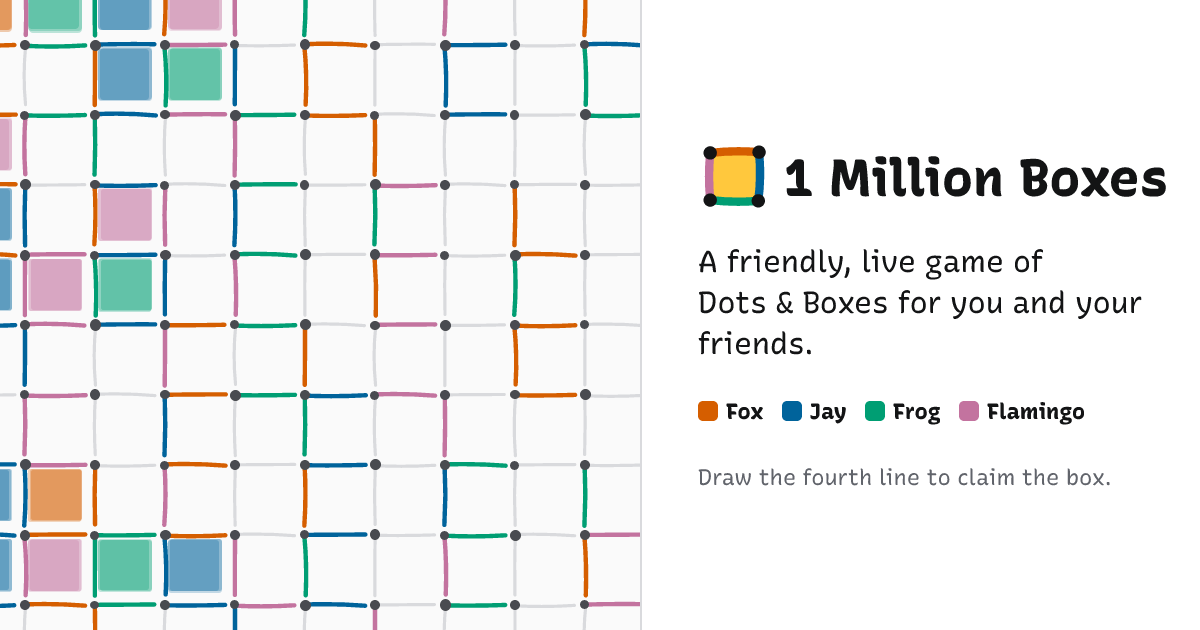 1 Million Boxes
A friendly, live game of
Dots & Boxes for you and your
friends.
Fox Jay Frog Flamingo
Draw the fourth line to claim the box.